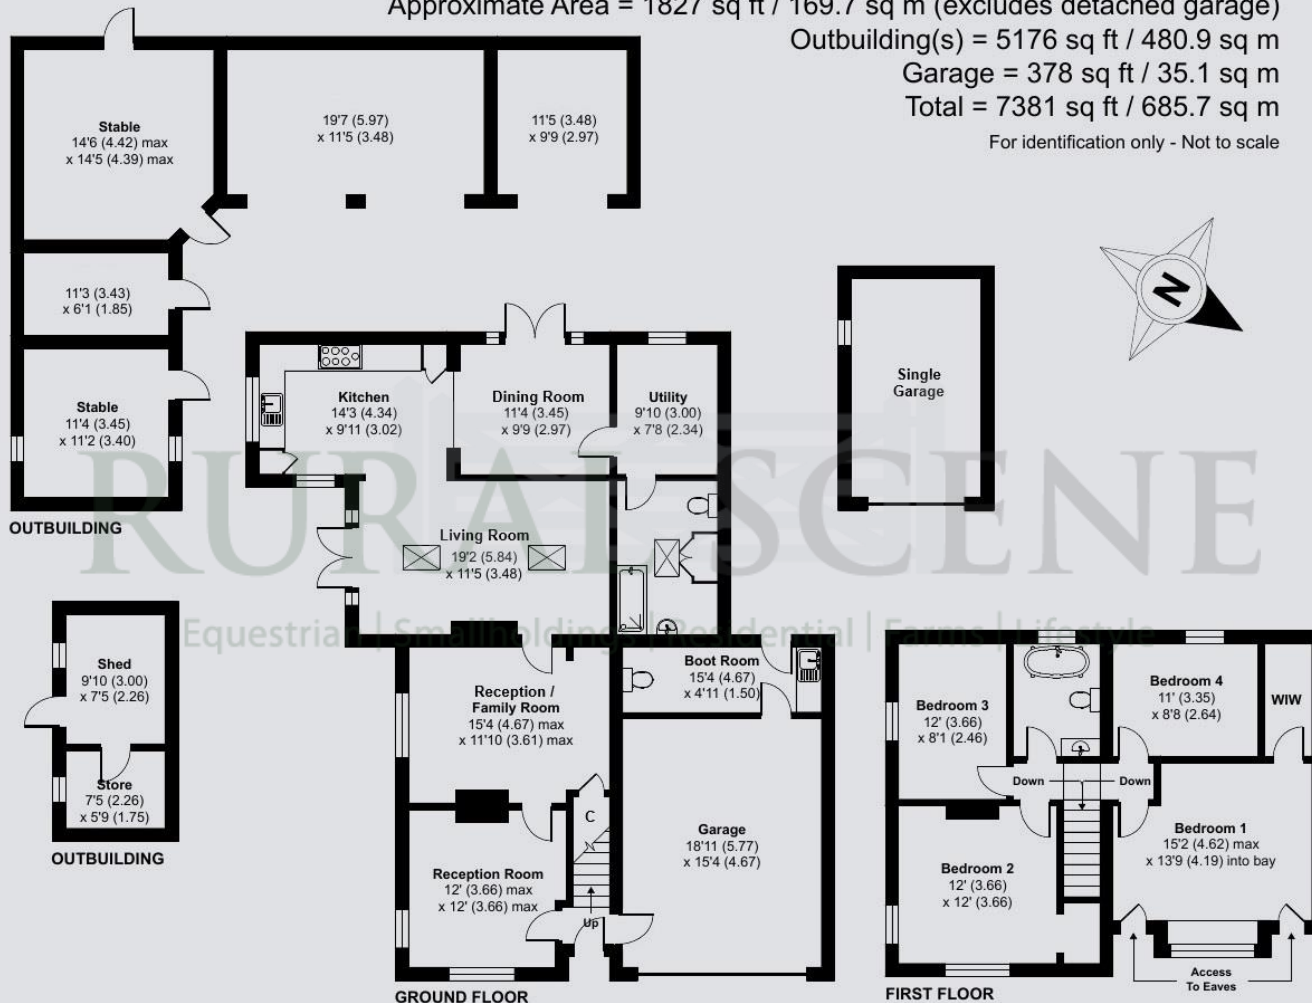 Approximate Area = 1827 sq ft / 169.7 sq m (excludes detached garage)
Outbuilding(s) = 5176 sq ft / 480.9 sq m
Garage = 378 sq ft / 35.1 sq m
Total = 7381 sq ft / 685.7 sq m
For identification only - Not to scale
Stable
14'6 (4.42) max
x 14'5 (4.39) max
19'7 (5.97)
x 11'5 (3.48)
11'5 (3.48)
x 9'9 (2.97)
11'3 (3.43)
x 6'1 (1.85)
Stable
11'4 (3.45)
x 11'2 (3.40)
OUTBUILDING
N
Single
Garage
Kitchen
14'3 (4.34)
x 9'11 (3.02)
Dining Room
11'4 (3.45)
x 9'9 (2.97)
Utility
9'10 (3.00)
x 7'8 (2.34)
RURAL SCENE
Equestrian | Smallholdings | Residential | Farms | Lifestyle
Living Room
19'2 (5.84)
x 11'5 (3.48)
Shed
9'10 (3.00)
x 7'5 (2.26)
Store
7'5 (2.26)
x 5'9 (1.75)
OUTBUILDING
Reception /
Family Room
15'4 (4.67) max
x 11'10 (3.61) max
Boot Room
15'4 (4.67)
x 4'11 (1.50)
C
Reception Room
12' (3.66) max
x 12' (3.66) max
Up
Garage
18'11 (5.77)
x 15'4 (4.67)
GROUND FLOOR
Bedroom 3
12' (3.66)
x 8'1 (2.46)
Bedroom 4
11' (3.35)
x 8'8 (2.64)
WIW
Down
Down
Bedroom 2
12' (3.66)
x 12' (3.66)
Bedroom 1
15'2 (4.62) max
x 13'9 (4.19) into bay
Access
To Eaves
FIRST FLOOR